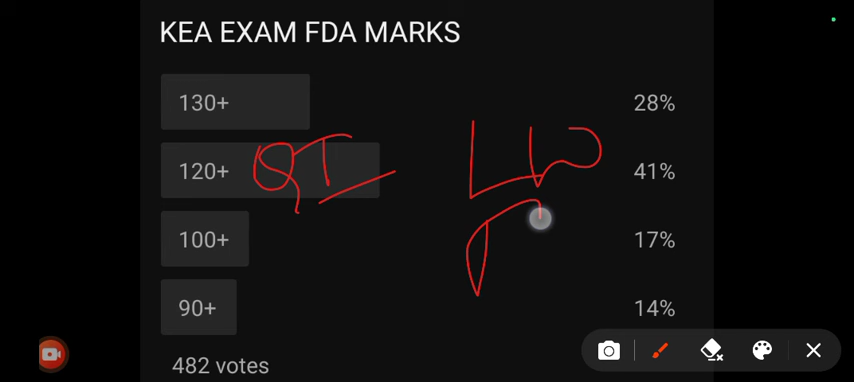 KEA EXAM FDA MARKS
130+ 28%
120+ 41%
100+ 17%
90+ 14%
482 votes